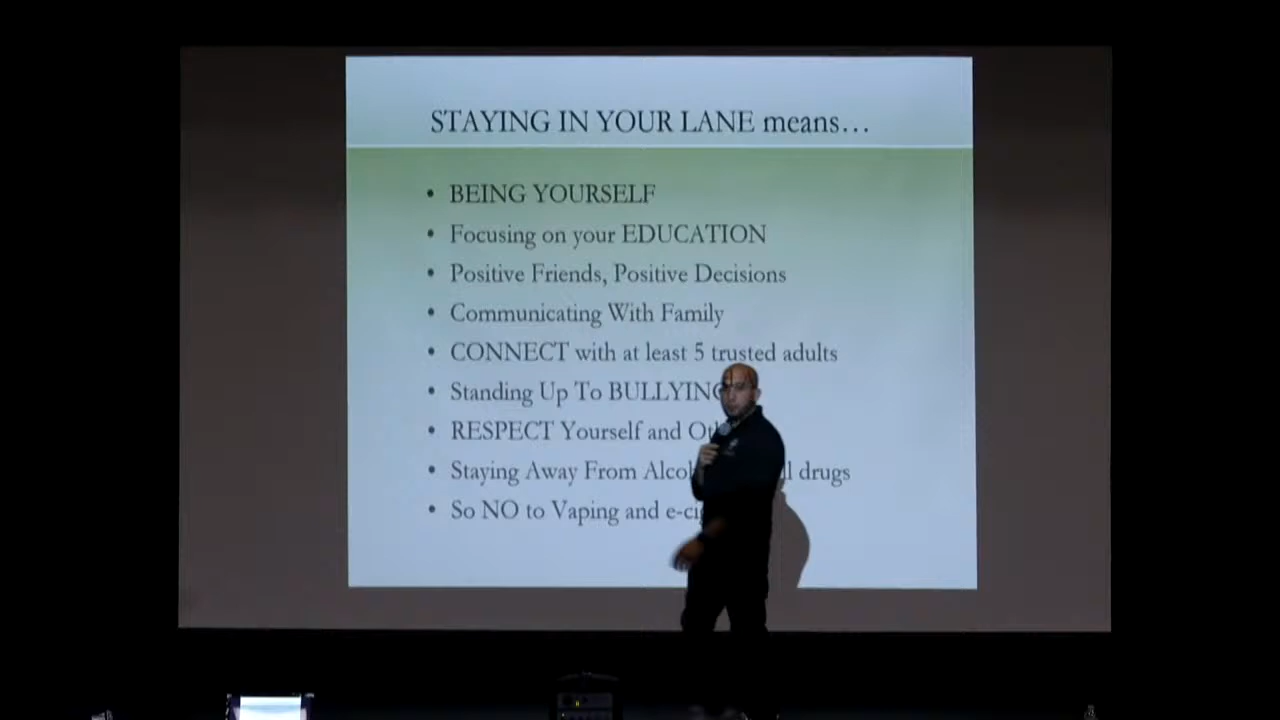 STAYING IN YOUR LANE means…
• BEING YOURSELF
• Focusing on your EDUCATION
• Positive Friends, Positive Decisions
• Communicating With Family
• CONNECT with at least 5 trusted adults
• Standing Up To BULLYING
• RESPECT Yourself and
• Staying Away From drugs
• So NO to Vaping and